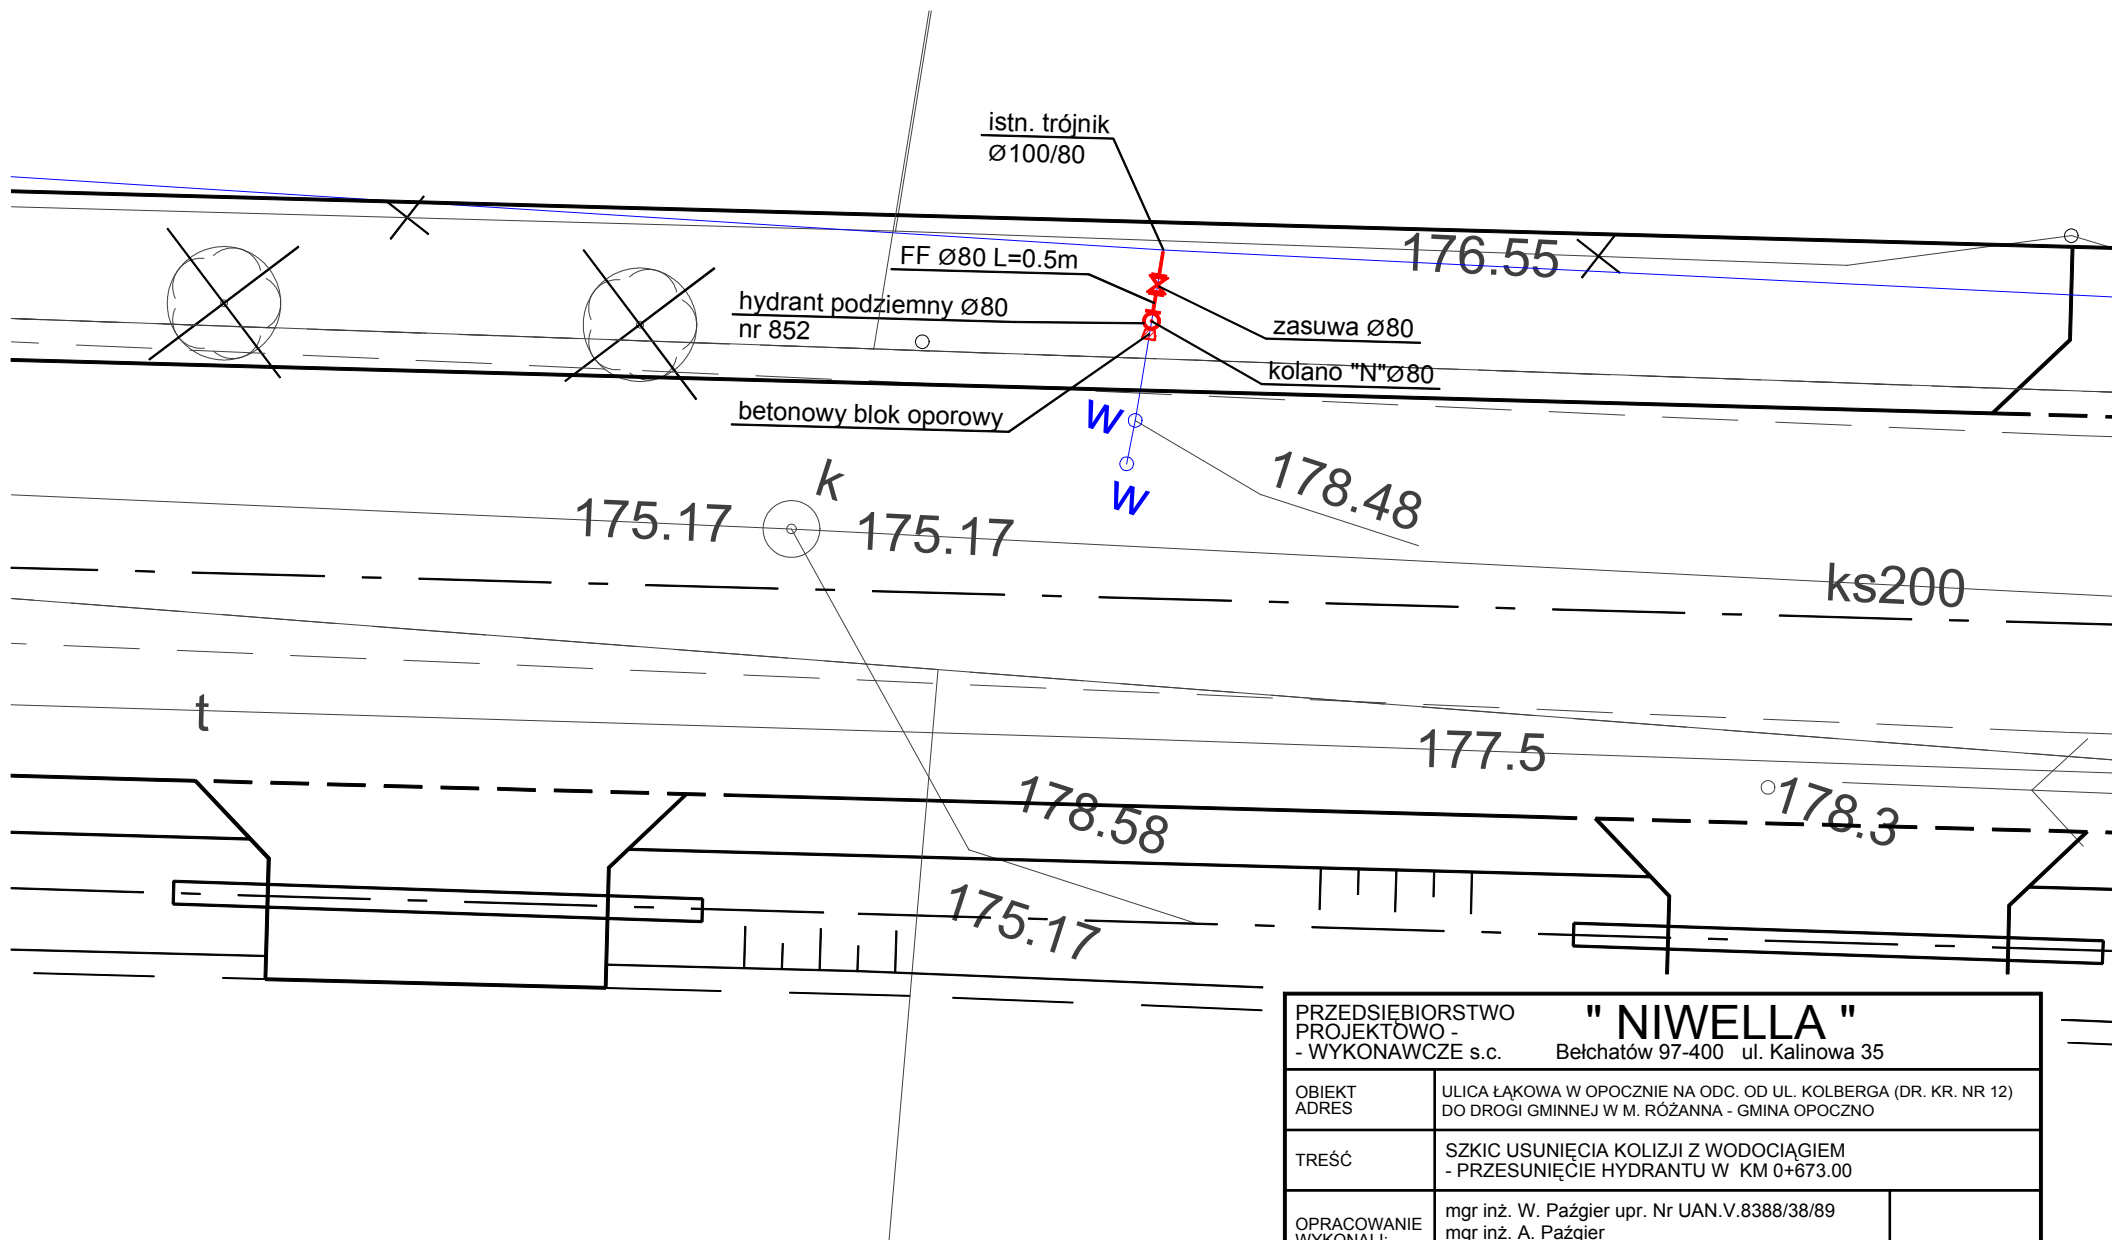 istn. trójnik
Ø100/80
176.55
FF Ø80 L=0.5m
hydrant podziemny Ø80
nr 852
zasuwa Ø80
kolano "N"Ø80
betonowy blok oporowy
w
178.48
k
w
175.17
175.17
ks200
t
177.5
178.58
178.3
175.17
PRZEDSIĘBIORSTWO
PROJEKTOWO -
- WYKONAWCZE s.c.
" NIWELLA "
Bełchatów 97-400 ul. Kalinowa 35
OBIEKT
ADRES
ULICA ŁĄKOWA W OPOCZNIE NA ODC. OD UL. KOLBERGA (DR. KR. NR 12)
DO DROGI GMINNEJ W M. RÓŻANNA - GMINA OPOCZNO
TREŚĆ
SZKIC USUNIĘCIA KOLIZJI Z WODOCIĄGIEM
- PRZESUNIĘCIE HYDRANTU W KM 0+673.00
OPRACOWANIE
WYKONALI:
mgr inż. W. Paźgier upr. Nr UAN.V.8388/38/89
mgr inż. A. Paźgier